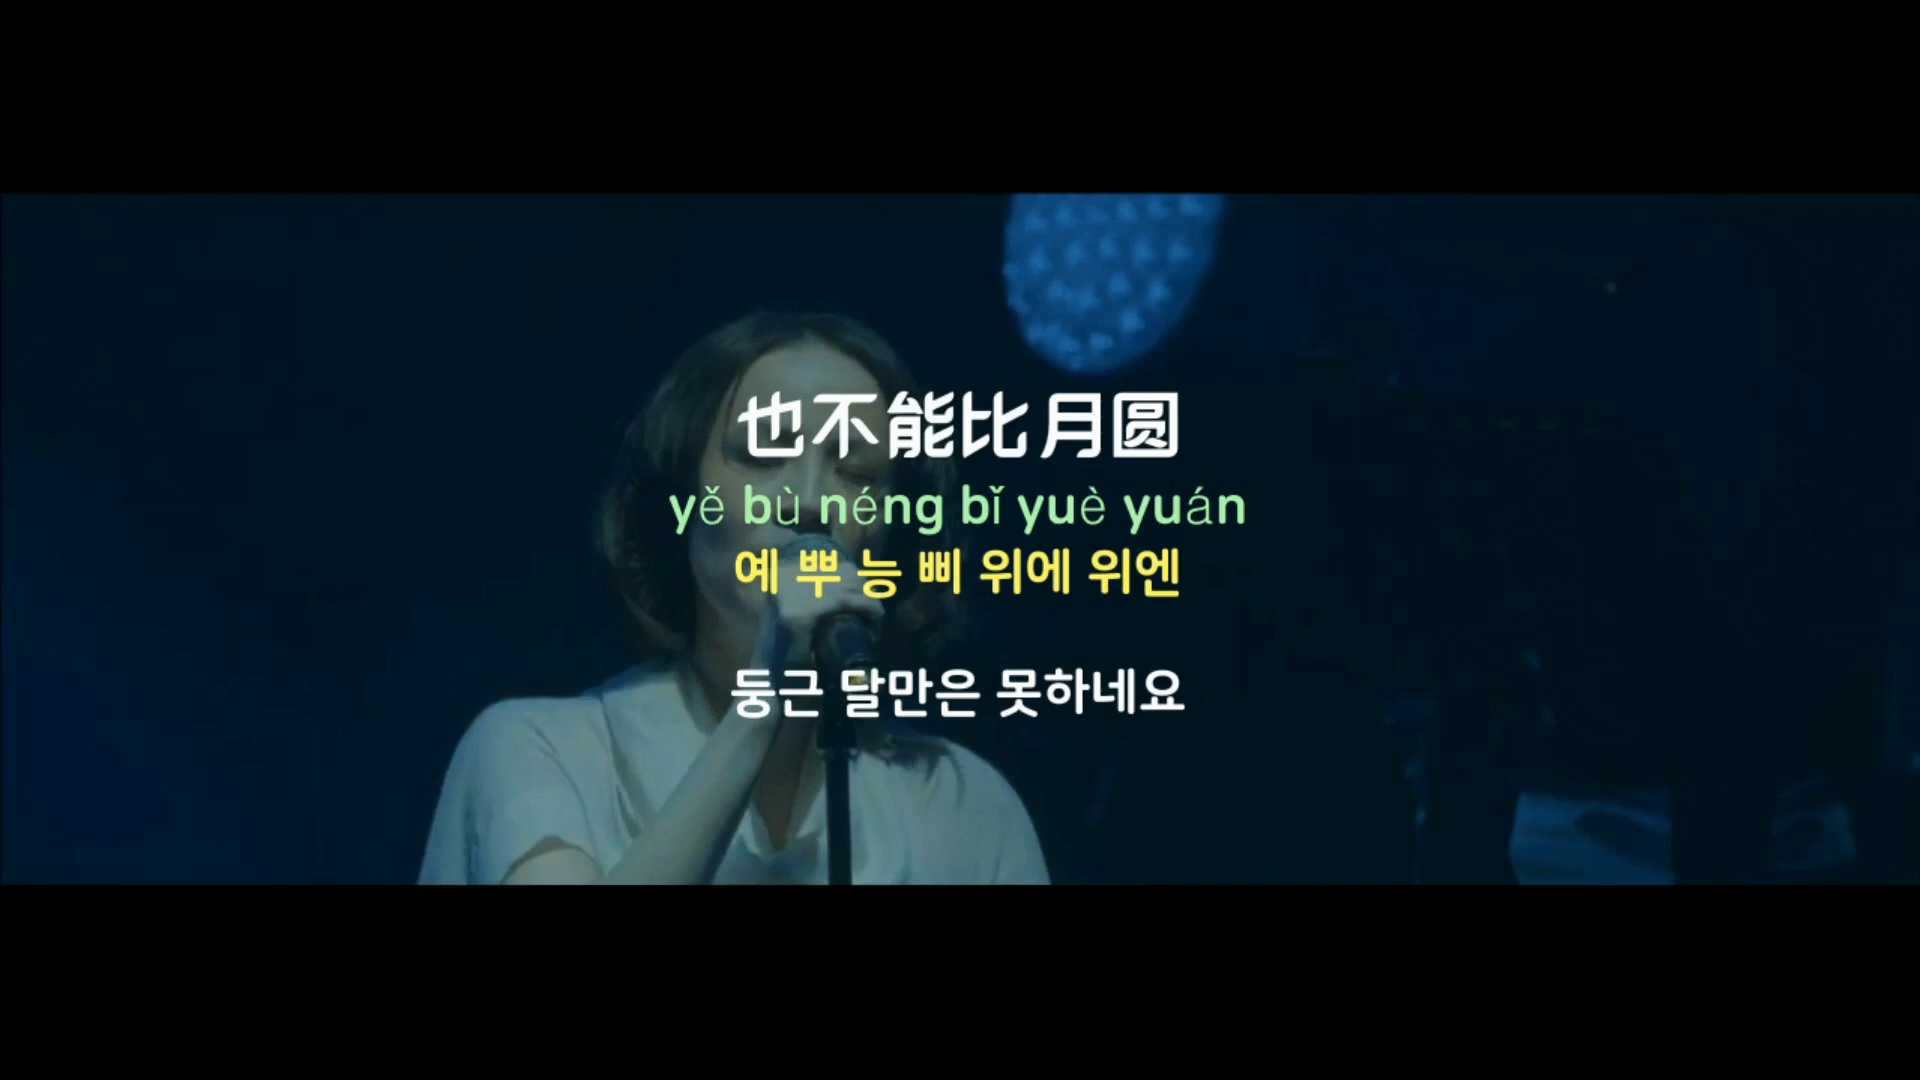 也不能比月圆
yě bù néng bǐ yuè yuán
예 뿌 능 삐 위에 위엔
둥근 달만은 못하네요